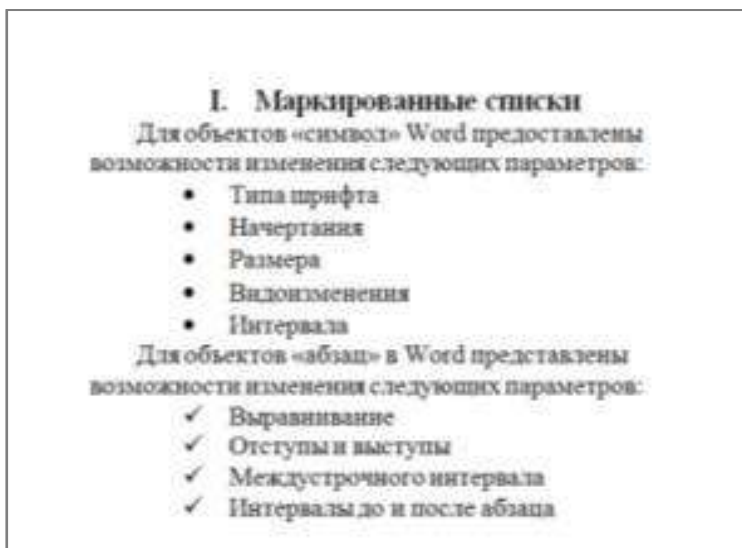 I. Маркированные списки
Для объектов «символ» Word предоставлены
возможности изменения следующих параметров:
• Типа шрифта
• Начертания
• Размера
• Видоизменения
• Интервала
Для объектов «абзац» в Word представлены
возможности изменения следующих параметров:
✓ Выравнивание
✓ Отступы и выступы
✓ Междустрочного интервала
✓ Интервалы до и после абзаца